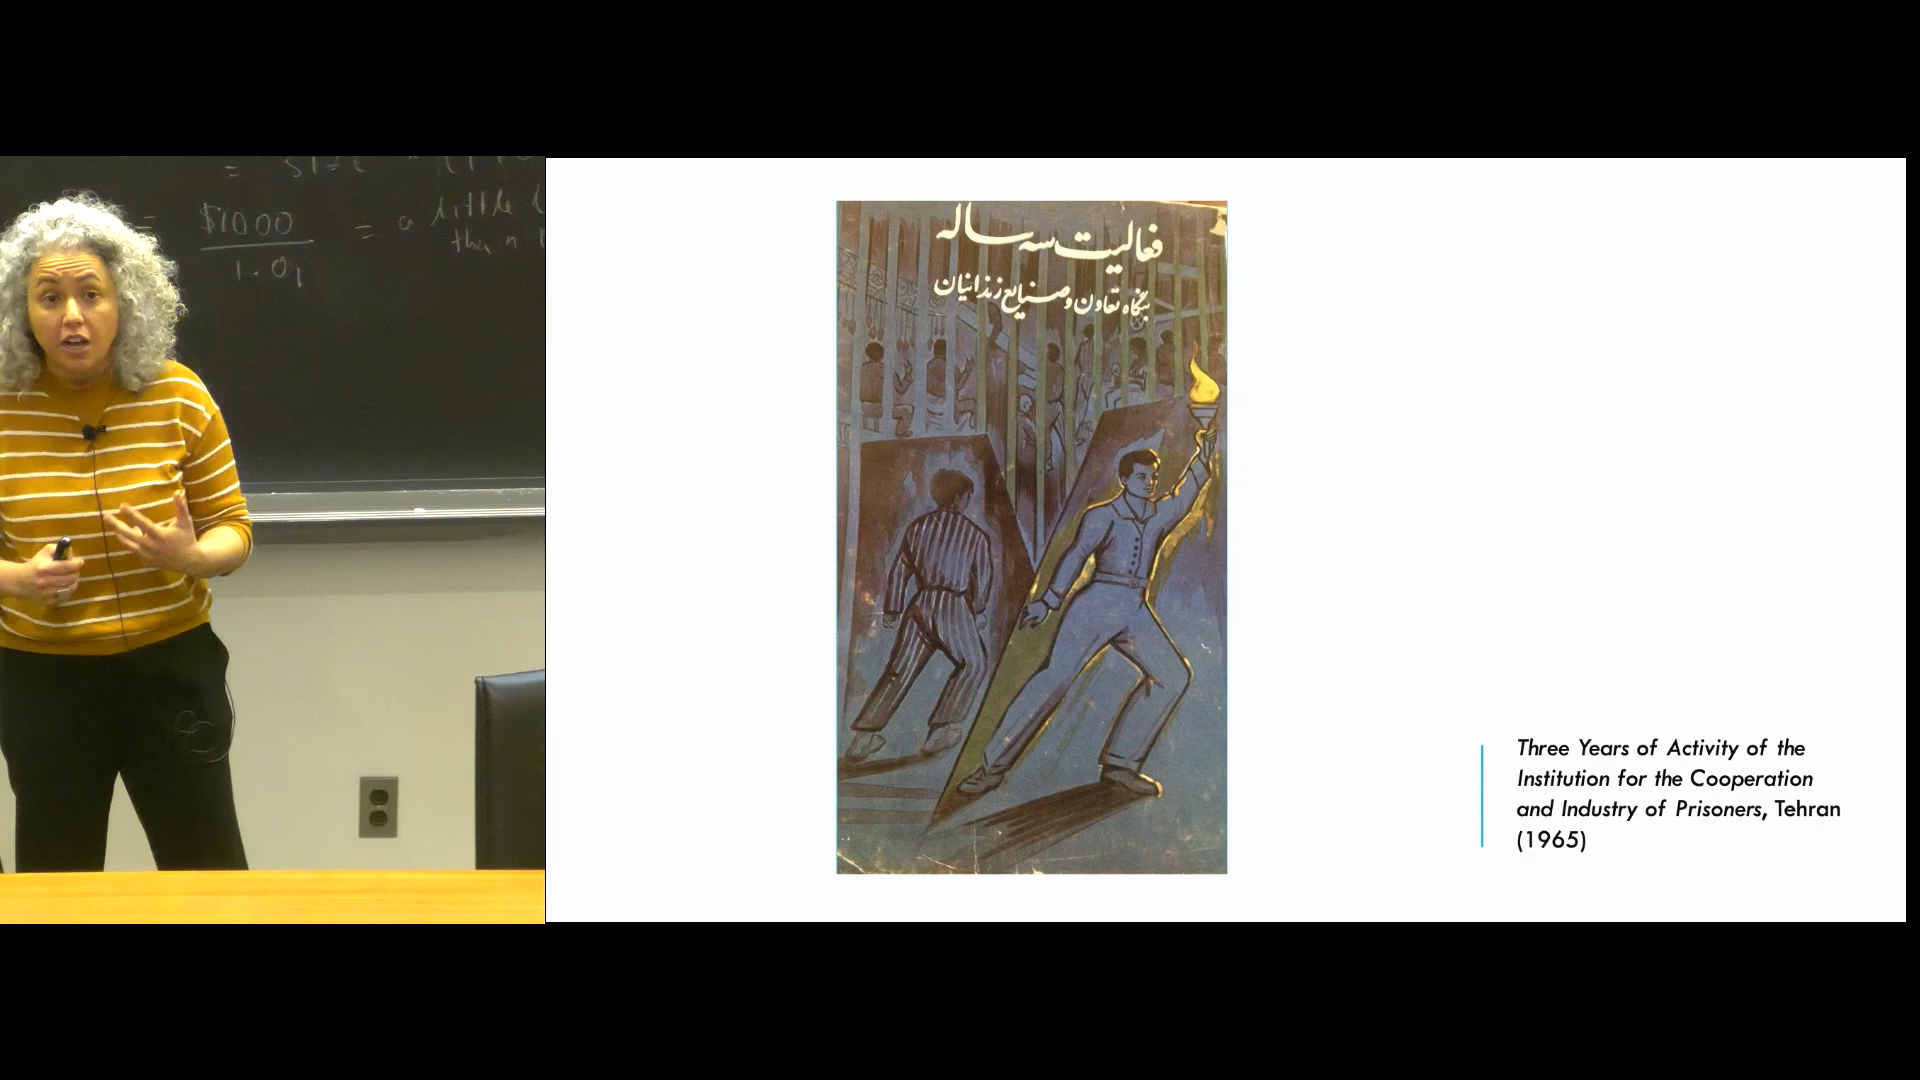 $1000
1.01
= a little
than
فعالیت سه ساله
بنگاه تعاون و صنایع زندانیان
Three Years of Activity of the
Institution for the Cooperation
and Industry of Prisoners, Tehran
(1965)